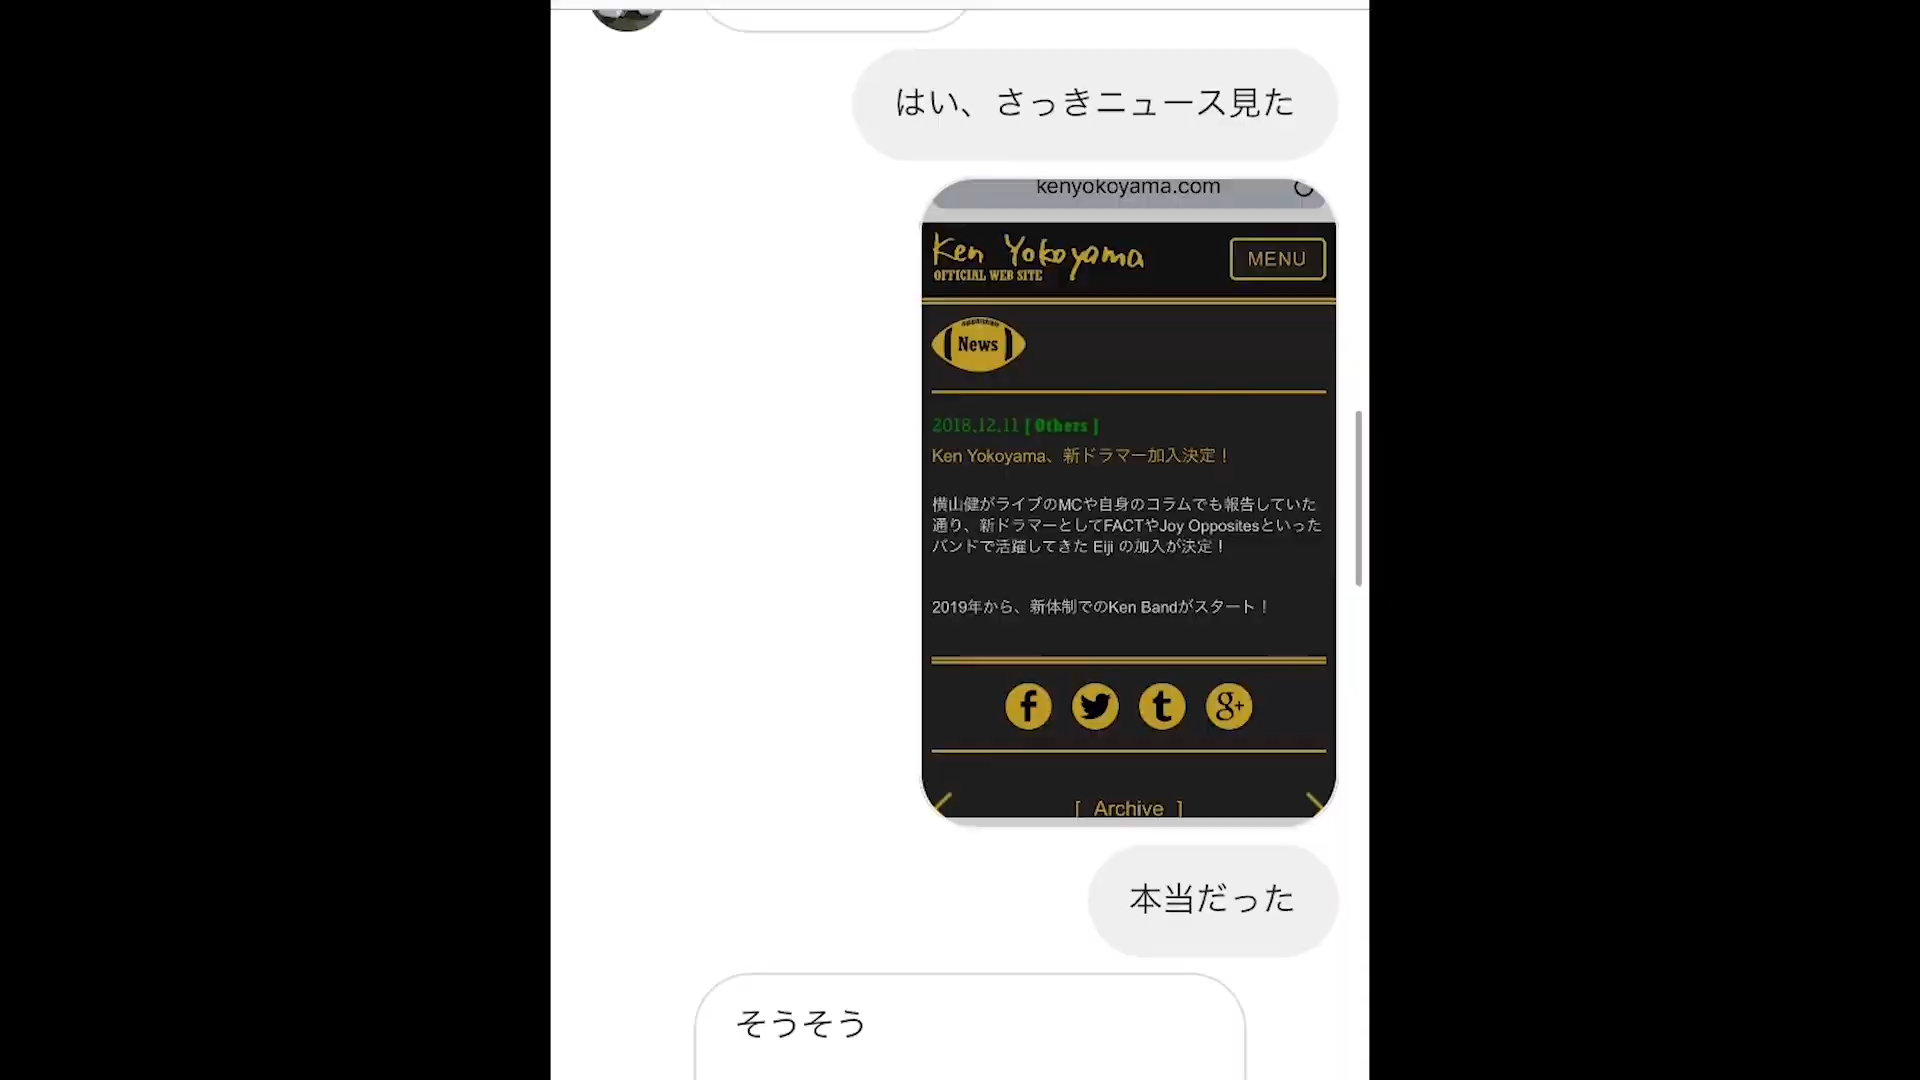 はい、さっきニュース見た
kenyokoyama.com
Ken Yokoyama
OFFICIAL WEB SITE
MENU
News
2018.12.11 [ Others ]
Ken Yokoyama、新ドラマー加入決定！
横山健がライブのMCや自身のコラムでも報告していた
通り、新ドラマーとしてFACTやJoy Oppositesといった
バンドで活躍してきた Eiji の加入が決定！
2019年から、新体制でのKen Bandがスタート！
[ Archive ]
本当だった
そうそう